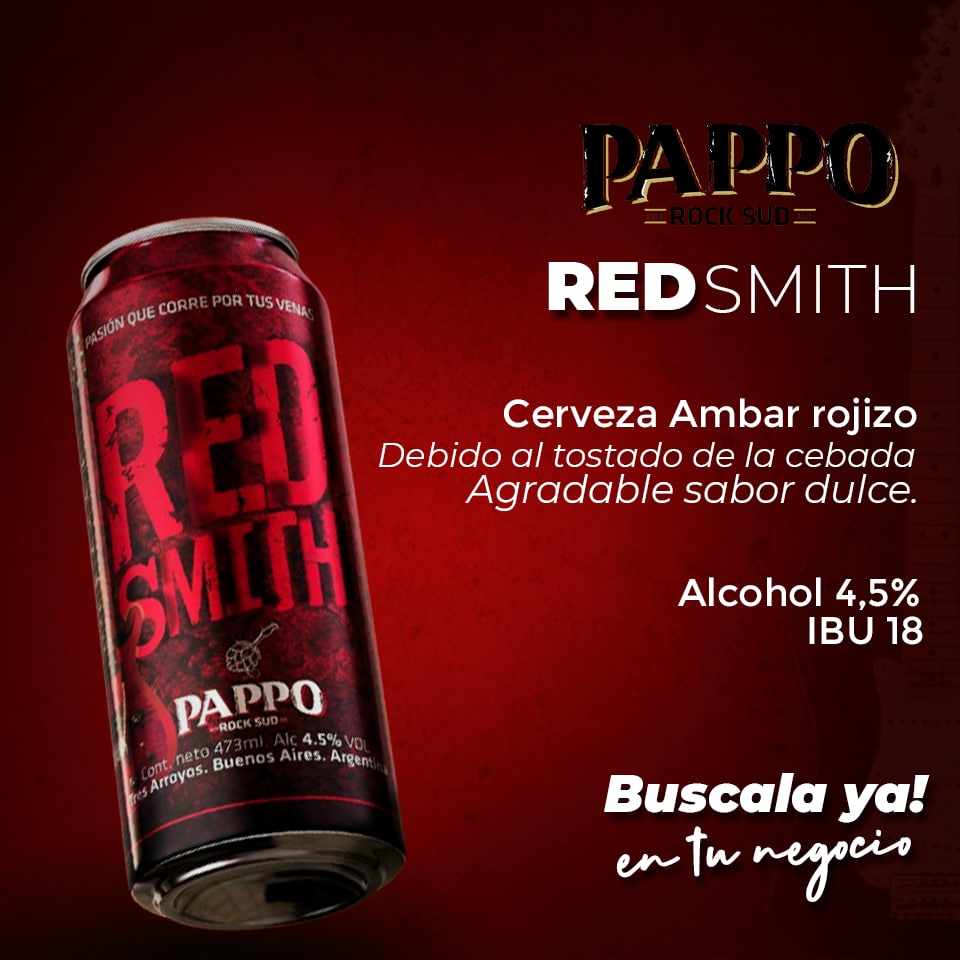 PAPPO
ROCK SUD
REDSMITH
Cerveza Ambar rojizo
Debido al tostado de la cebada
Agradable sabor dulce.
Alcohol 4,5%
IBU 18
Buscala ya!
en tu negocio
PASIÓN QUE CORRE POR TUS VENAS
RED
SMITH
PAPPO
ROCK SUD
Cont. neto 473ml. Alc 4.5% VOL
Tres Arroyos. Buenos Aires. Argentina